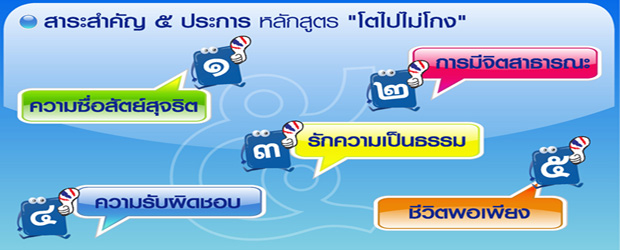 สาระสำคัญ ๕ ประการ หลักสูตร "โตไปไม่โกง"
๑
ความซื่อสัตย์สุจริต
๒
การมีจิตสาธารณะ
๓
รักความเป็นธรรม
๔
ความรับผิดชอบ
๕
ชีวิตพอเพียง